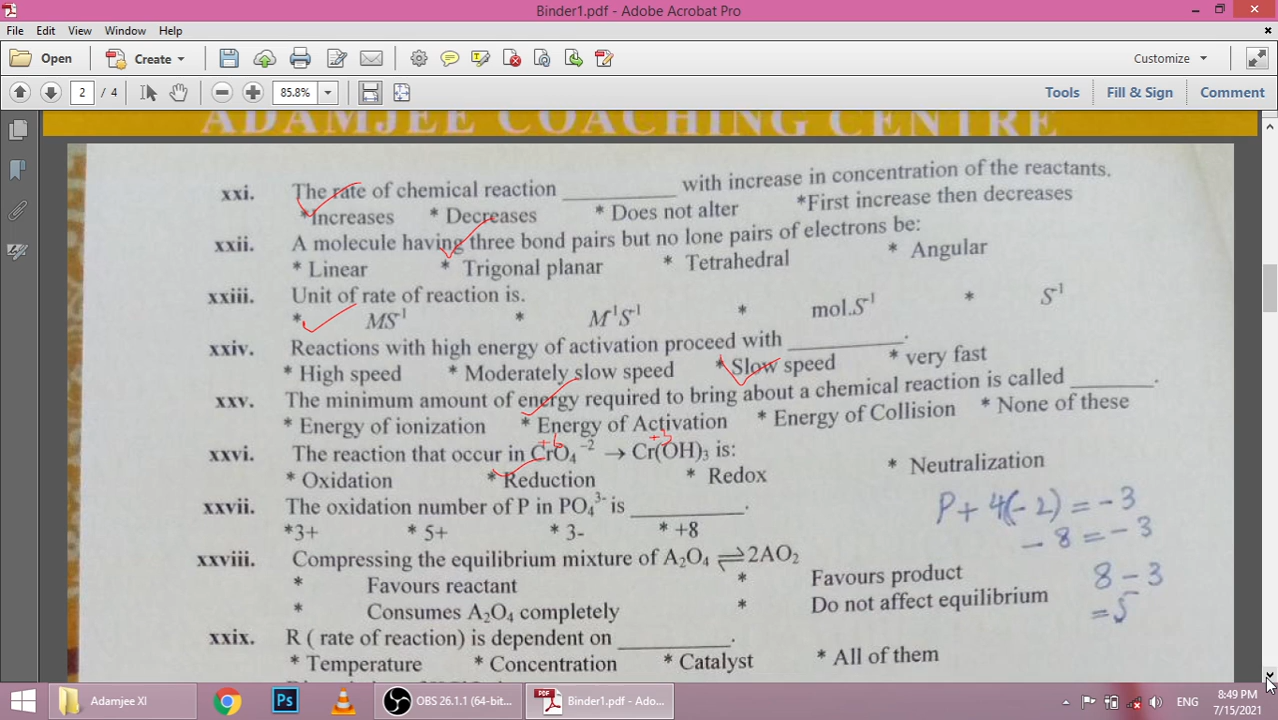 Binder1.pdf - Adobe Acrobat Pro
File Edit View Window Help
Open Create Customize
2 / 4 85.8% Tools Fill & Sign Comment
ADAMJEE COACHING CENTRE
xxi. The rate of chemical reaction __________ with increase in concentration of the reactants.
*Increases * Decreases * Does not alter *First increase then decreases
xxii. A molecule having three bond pairs but no lone pairs of electrons be:
* Linear * Trigonal planar * Tetrahedral * Angular
xxiii. Unit of rate of reaction is.
* MS⁻¹ * M⁻¹S⁻¹ * mol.S⁻¹ * S⁻¹
xxiv. Reactions with high energy of activation proceed with __________.
* High speed * Moderately slow speed * Slow speed * very fast
xxv. The minimum amount of energy required to bring about a chemical reaction is called _______.
* Energy of ionization * Energy of Activation * Energy of Collision * None of these
+6 +3
xxvi. The reaction that occur in CrO₄⁻² → Cr(OH)₃ is:
* Oxidation * Reduction * Redox * Neutralization
xxvii. The oxidation number of P in PO₄³⁻ is __________.
*3+ * 5+ * 3- * +8
P + 4(-2) = -3
- 8 = -3
8 - 3
= 5
xxviii. Compressing the equilibrium mixture of A₂O₄ ⇌ 2AO₂
* Favours reactant * Favours product
* Consumes A₂O₄ completely * Do not affect equilibrium
xxix. R ( rate of reaction) is dependent on __________.
* Temperature * Concentration * Catalyst * All of them
Adamjee XI OBS 26.1.1 (64-bit... Binder1.pdf - Ado... ENG 8:49 PM
7/15/2021